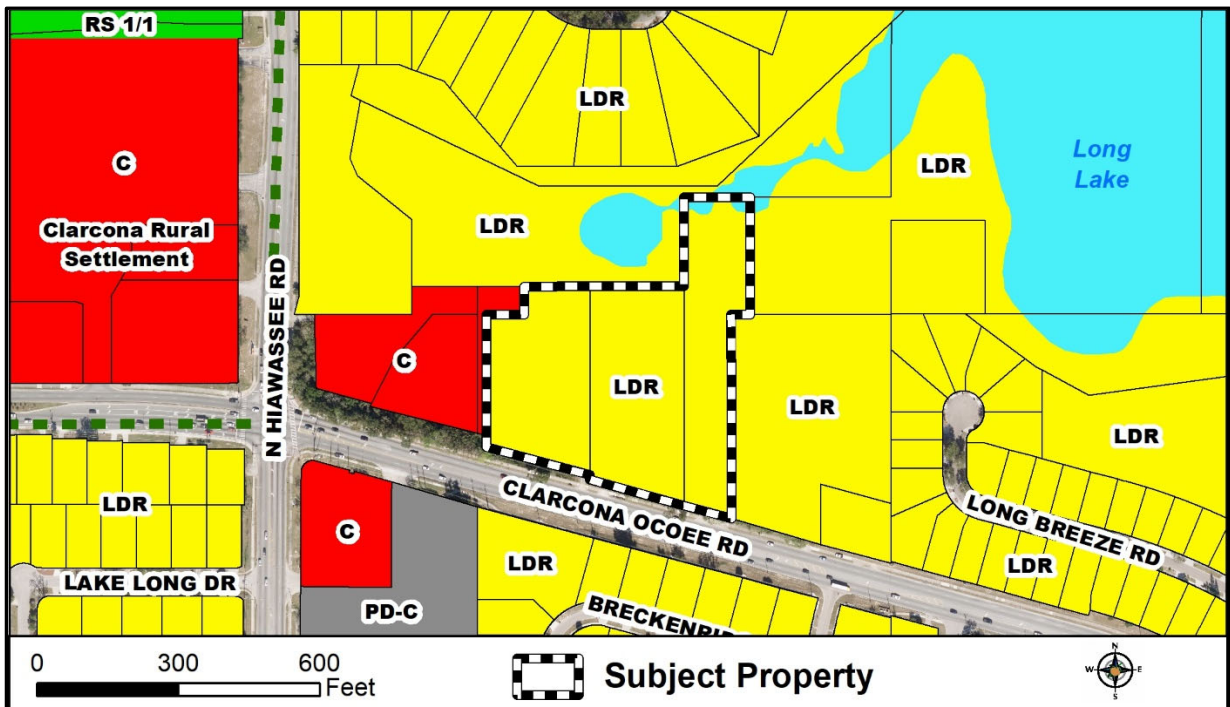 RS 1/1
LDR
C
Long
Lake
LDR
Clarcona Rural
Settlement
LDR
N HIAWASSEE RD
C
LDR
LDR
LDR
LDR
C
CLARCONA OCOEE RD
LONG BREEZE RD
LDR
LDR
LAKE LONG DR
PD-C
BRECKENRI
0 300 600
Feet
Subject Property
N
W E
S